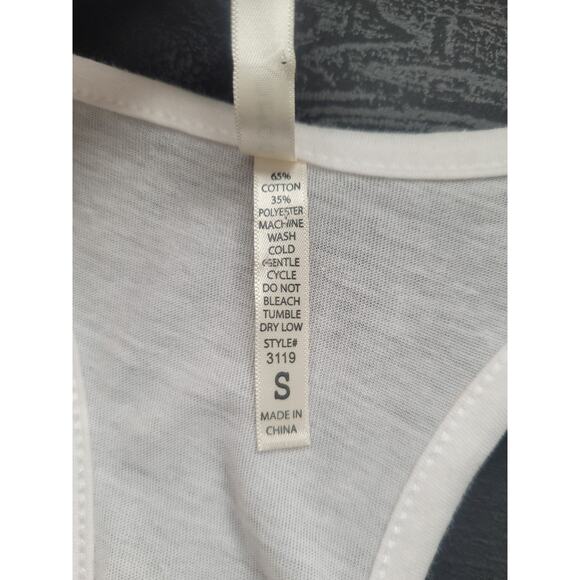 65%
COTTON
35%
POLYESTER
MACHINE
WASH
COLD
GENTLE
CYCLE
DO NOT
BLEACH
TUMBLE
DRY LOW
STYLE#
3119
S
MADE IN
CHINA